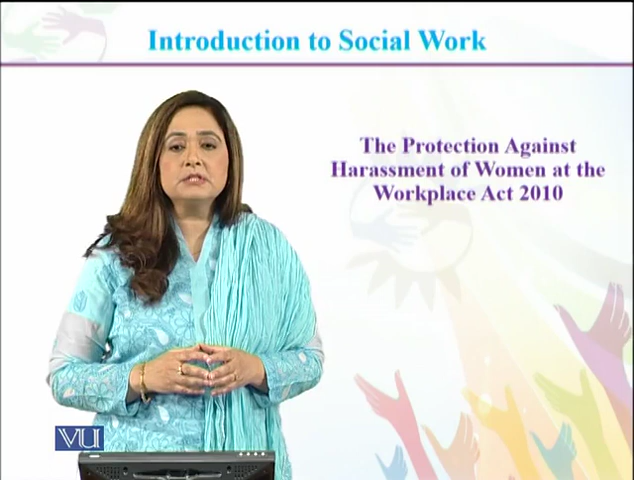 Introduction to Social Work
The Protection Against
Harassment of Women at the
Workplace Act 2010
VU